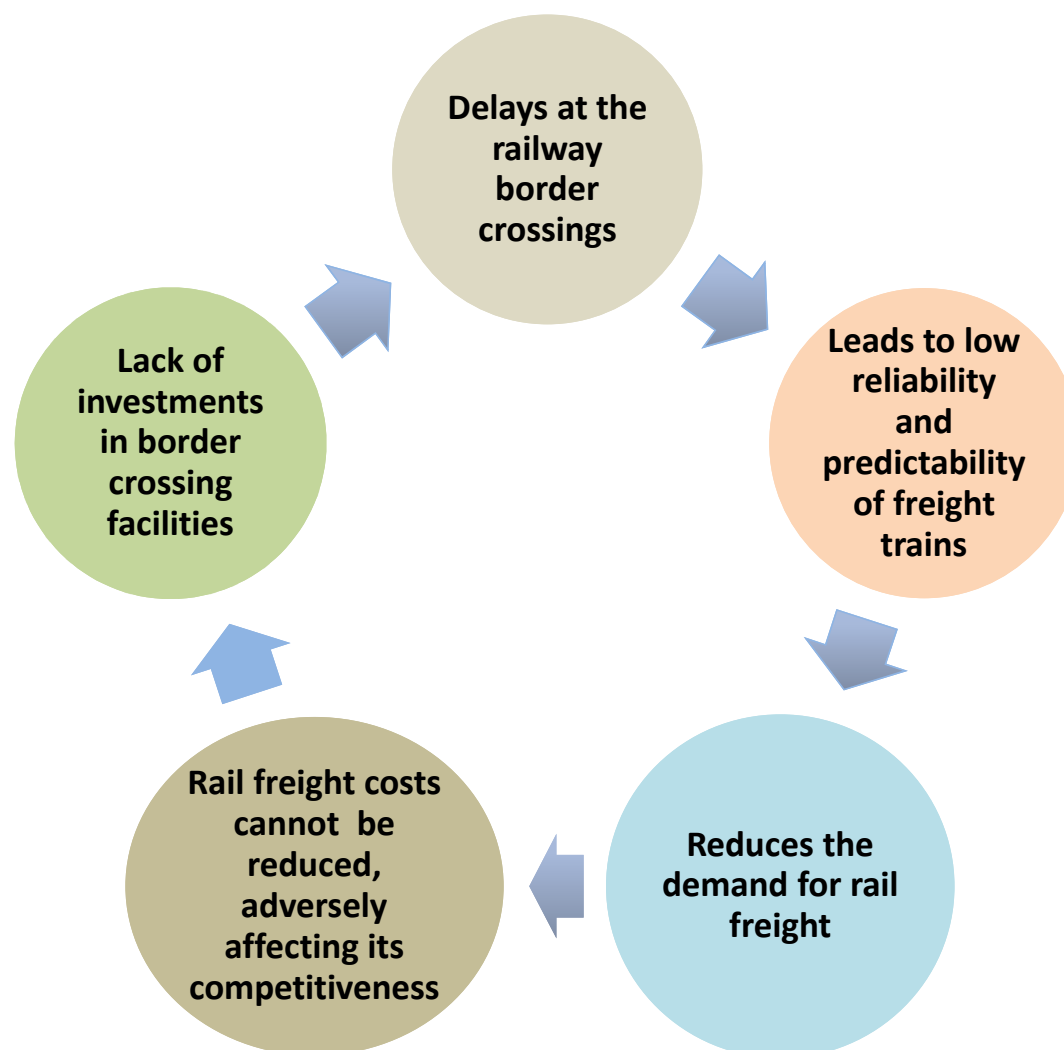 Delays at the
railway
border
crossings
Leads to low
reliability
and
predictability
of freight
trains
Reduces the
demand for rail
freight
Rail freight costs
cannot  be
reduced,
adversely
affecting its
competitiveness
Lack of
investments
in border
crossing
facilities